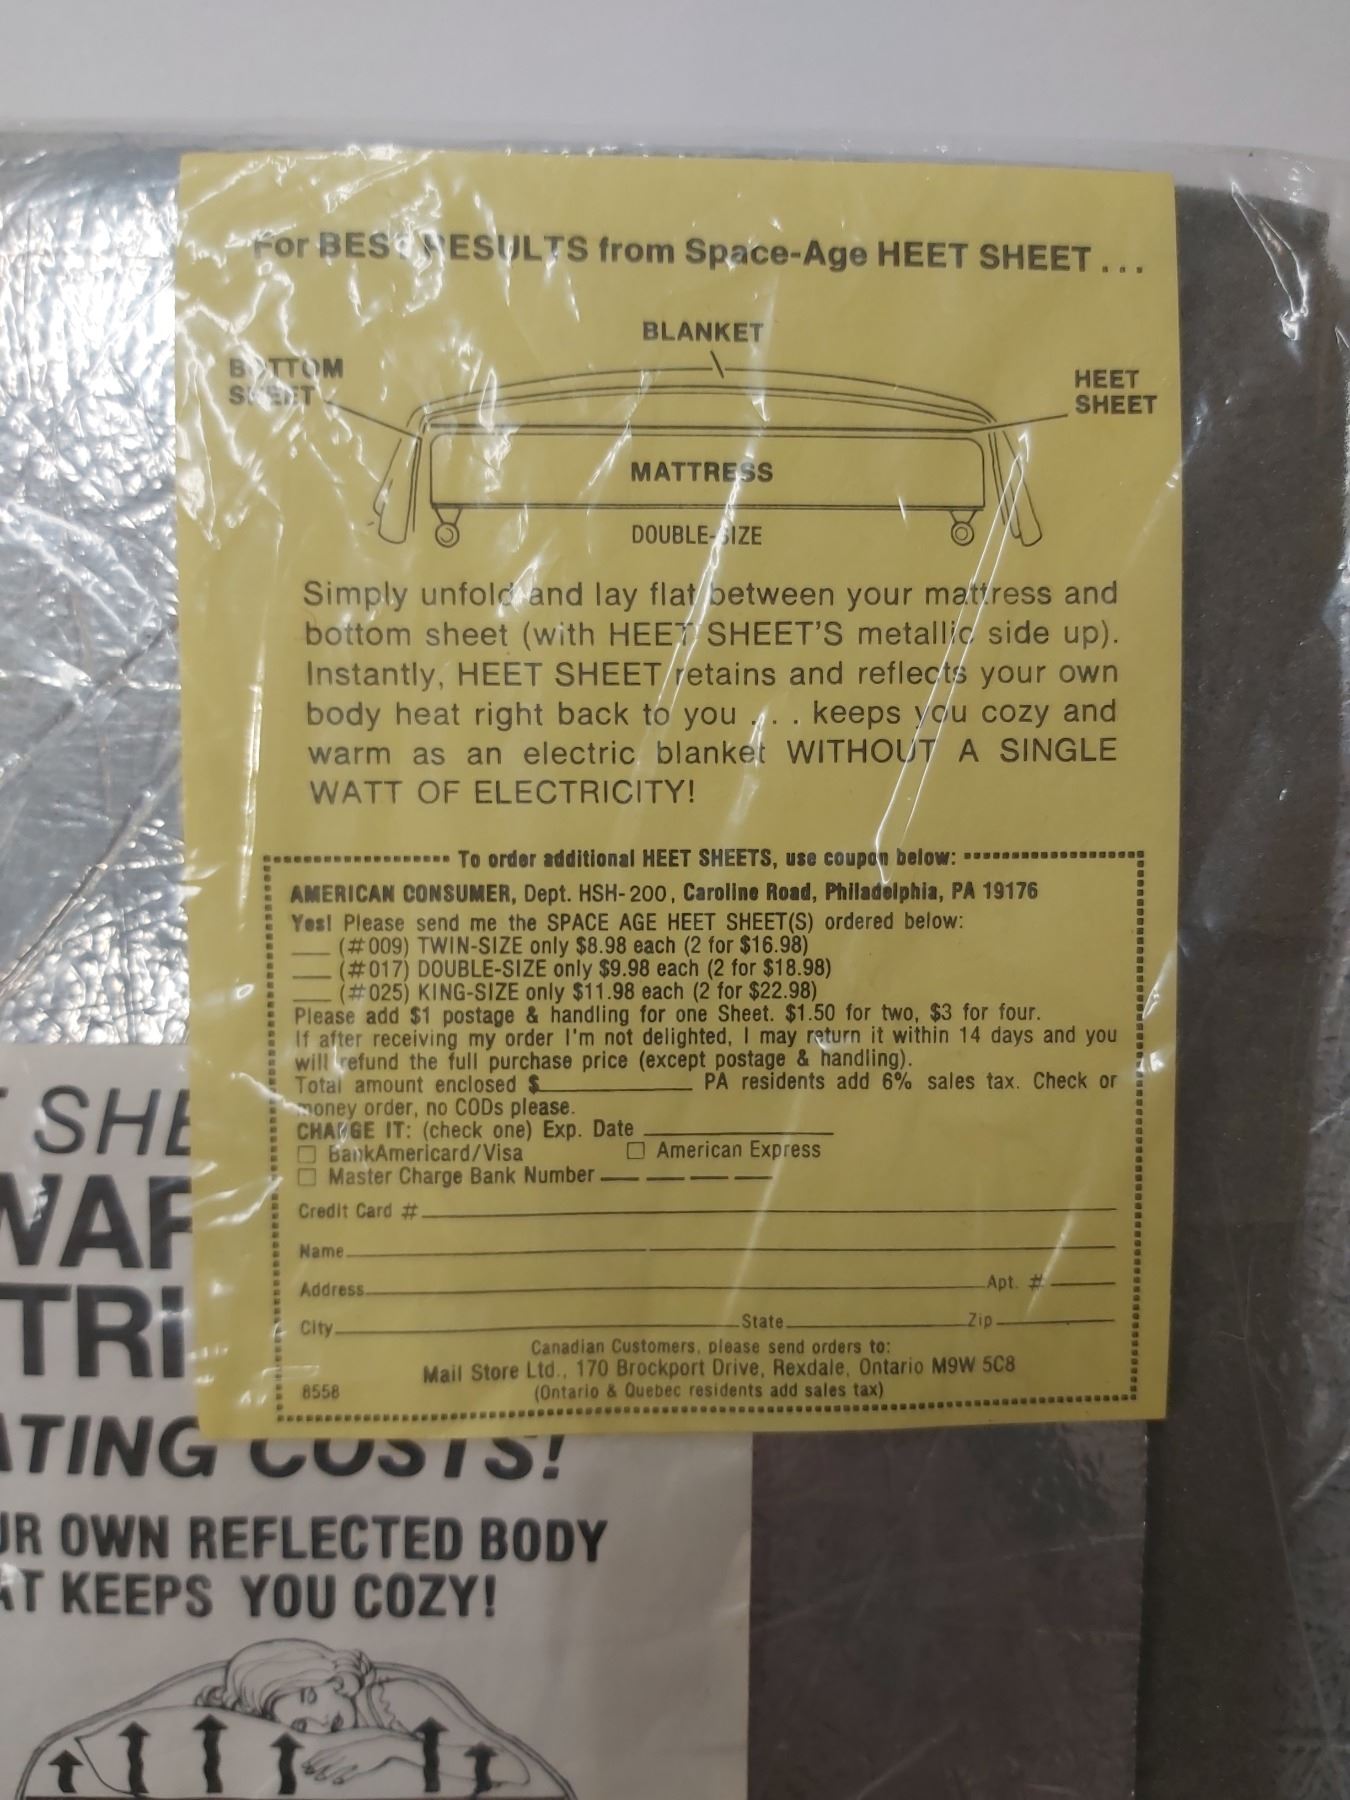 For BEST RESULTS from Space-Age HEET SHEET . . .
BLANKET
BOTTOM
SHEET
HEET
SHEET
MATTRESS
DOUBLE-SIZE
Simply unfold and lay flat between your mattress and
bottom sheet (with HEET SHEET'S metallic side up).
Instantly, HEET SHEET retains and reflects your own
body heat right back to you . . . keeps you cozy and
warm as an electric blanket WITHOUT A SINGLE
WATT OF ELECTRICITY!
To order additional HEET SHEETS, use coupon below:
AMERICAN CONSUMER, Dept. HSH-200, Caroline Road, Philadelphia, PA 19176
Yes! Please send me the SPACE AGE HEET SHEET(S) ordered below:
___ (#009) TWIN-SIZE only $8.98 each (2 for $16.98)
___ (#017) DOUBLE-SIZE only $9.98 each (2 for $18.98)
___ (#025) KING-SIZE only $11.98 each (2 for $22.98)
Please add $1 postage & handling for one Sheet. $1.50 for two, $3 for four.
If after receiving my order I'm not delighted, I may return it within 14 days and you
will refund the full purchase price (except postage & handling).
Total amount enclosed $__________ PA residents add 6% sales tax. Check or
money order, no CODs please.
CHARGE IT: (check one) Exp. Date __________
☐ BankAmericard/Visa ☐ American Express
☐ Master Charge Bank Number __ __ __ __
Credit Card #
Name
Address Apt. #
City State Zip
Canadian Customers, please send orders to:
Mail Store Ltd., 170 Brockport Drive, Rexdale, Ontario M9W 5C8
8558 (Ontario & Quebec residents add sales tax)
T SHE
WAR
TRI
ATING COSTS!
UR OWN REFLECTED BODY
AT KEEPS YOU COZY!